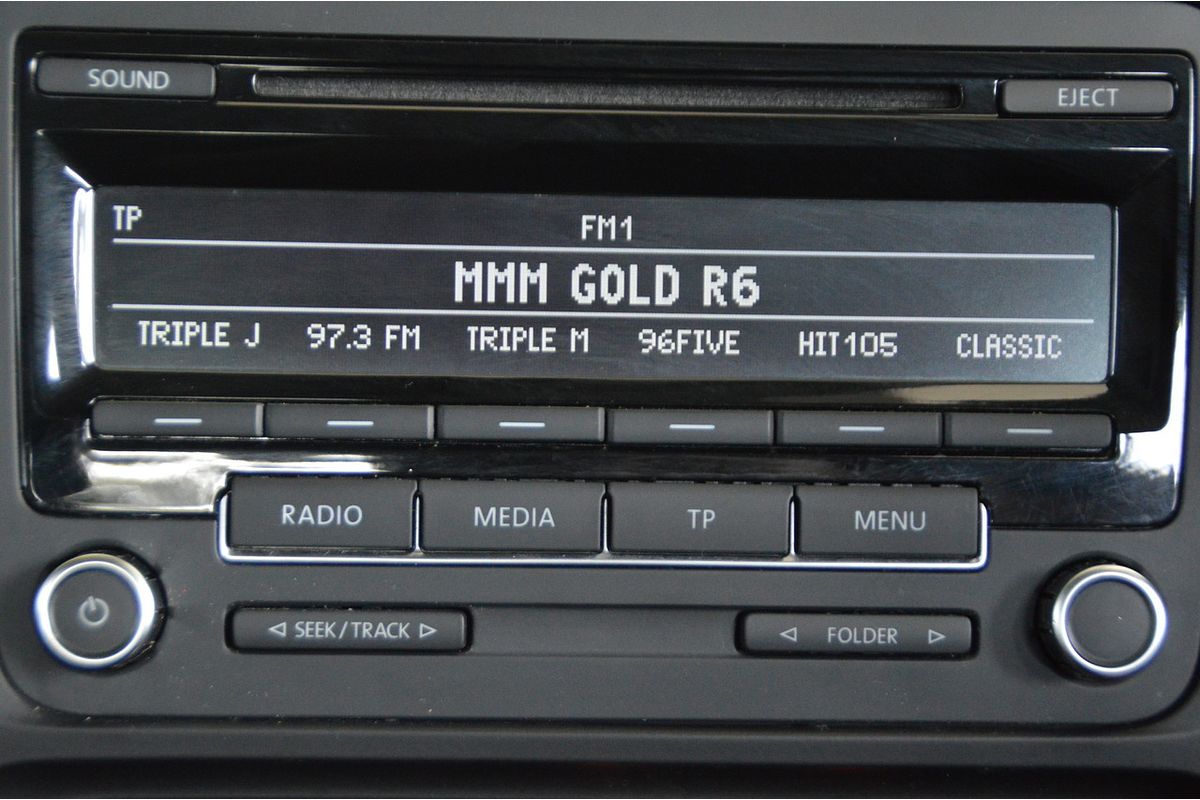 SOUND EJECT
TP FM1
MMM GOLD R6
TRIPLE J 97.3 FM TRIPLE M 96FIVE HIT105 CLASSIC
RADIO MEDIA TP MENU
SEEK/TRACK FOLDER